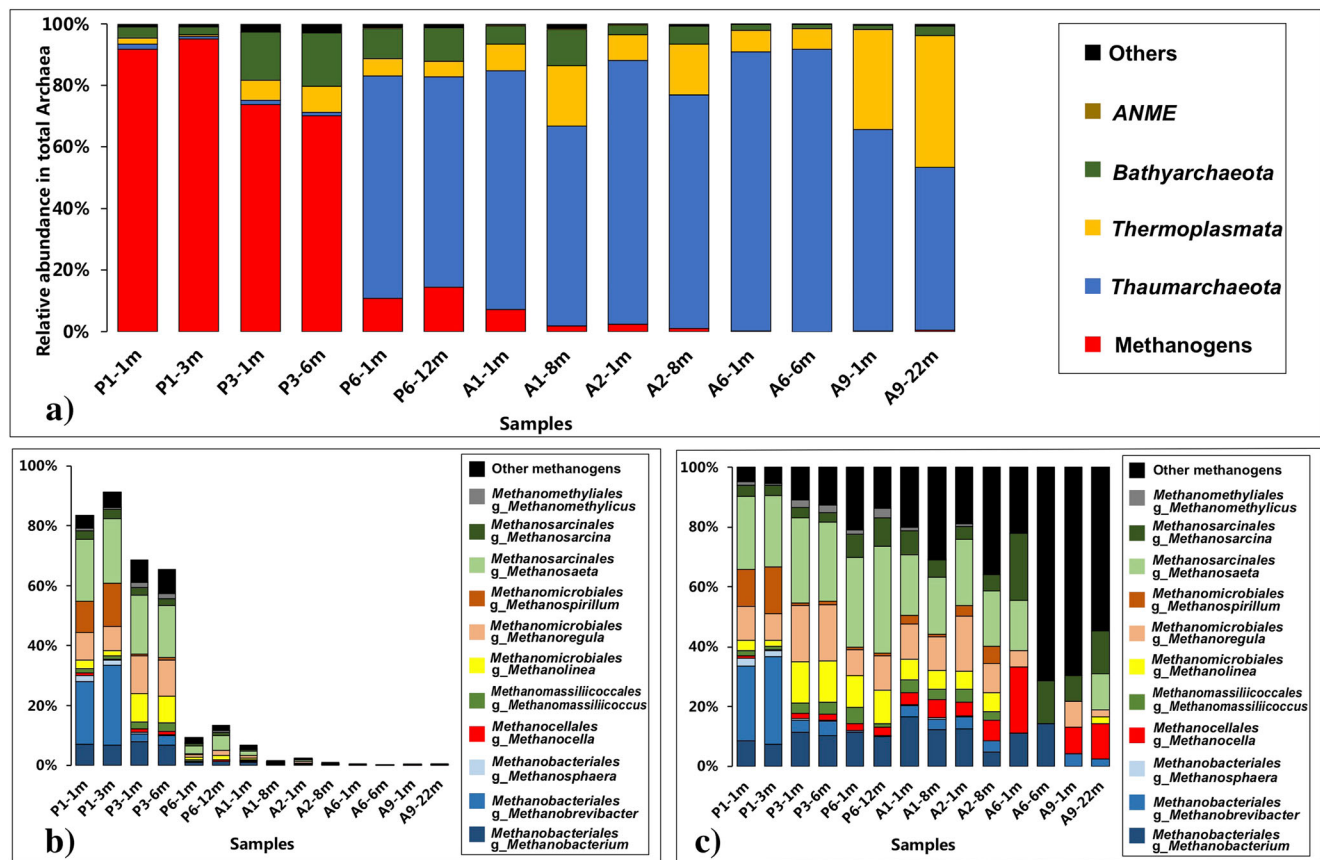 Relative abundance in total Archaea
100%
80%
60%
40%
20%
0%
P1-1m
P1-3m
P3-1m
P3-6m
P6-1m
P6-12m
A1-1m
A1-8m
A2-1m
A2-8m
A6-1m
A6-6m
A9-1m
A9-22m
a)
Samples
Others
ANME
Bathyarchaeota
Thermoplasmata
Thaumarchaeota
Methanogens
100%
80%
60%
40%
20%
0%
P1-1m
P1-3m
P3-1m
P3-6m
P6-1m
P6-12m
A1-1m
A1-8m
A2-1m
A2-8m
A6-1m
A6-6m
A9-1m
A9-22m
b)
Samples
Other methanogens
Methanomethyliales
g_Methanomethylicus
Methanosarcinales
g_Methanosarcina
Methanosarcinales
g_Methanosaeta
Methanomicrobiales
g_Methanospirillum
Methanomicrobiales
g_Methanoregula
Methanomicrobiales
g_Methanolinea
Methanomassiliicoccales
g_Methanomassiliicoccus
Methanocellales
g_Methanocella
Methanobacteriales
g_Methanosphaera
Methanobacteriales
g_Methanobrevibacter
Methanobacteriales
g_Methanobacterium
100%
80%
60%
40%
20%
0%
P1-1m
P1-3m
P3-1m
P3-6m
P6-1m
P6-12m
A1-1m
A1-8m
A2-1m
A2-8m
A6-1m
A6-6m
A9-1m
A9-22m
c)
Samples
Other methanogens
Methanomethyliales
g_Methanomethylicus
Methanosarcinales
g_Methanosarcina
Methanosarcinales
g_Methanosaeta
Methanomicrobiales
g_Methanospirillum
Methanomicrobiales
g_Methanoregula
Methanomicrobiales
g_Methanolinea
Methanomassiliicoccales
g_Methanomassiliicoccus
Methanocellales
g_Methanocella
Methanobacteriales
g_Methanosphaera
Methanobacteriales
g_Methanobrevibacter
Methanobacteriales
g_Methanobacterium